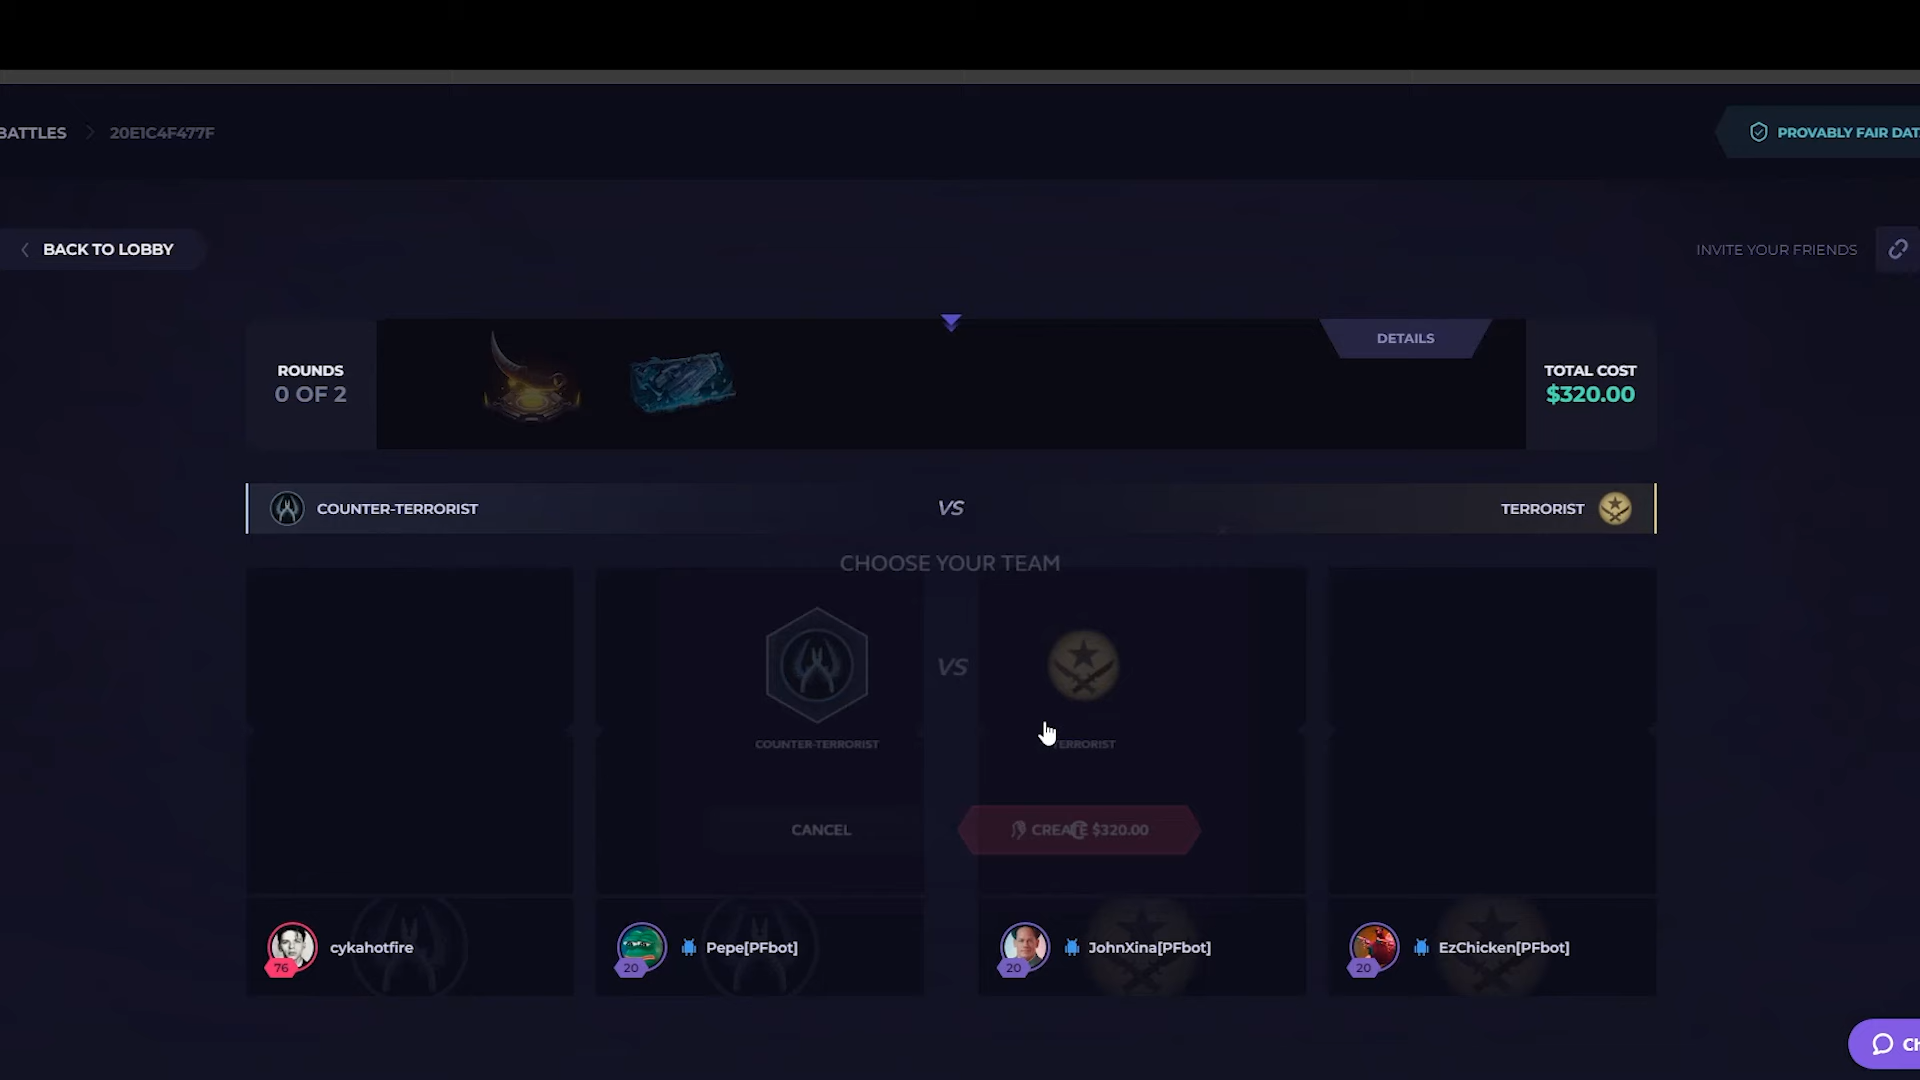 BATTLES > 20E1C4F477F
PROVABLY FAIR DAT
BACK TO LOBBY
INVITE YOUR FRIENDS
DETAILS
ROUNDS
0 OF 2
TOTAL COST
$320.00
COUNTER-TERRORIST
VS
TERRORIST
CHOOSE YOUR TEAM
VS
COUNTER-TERRORIST
TERRORIST
CANCEL
CREATE $320.00
76
cykahotfire
20
Pepe[PFbot]
20
JohnXina[PFbot]
20
EzChicken[PFbot]
CH